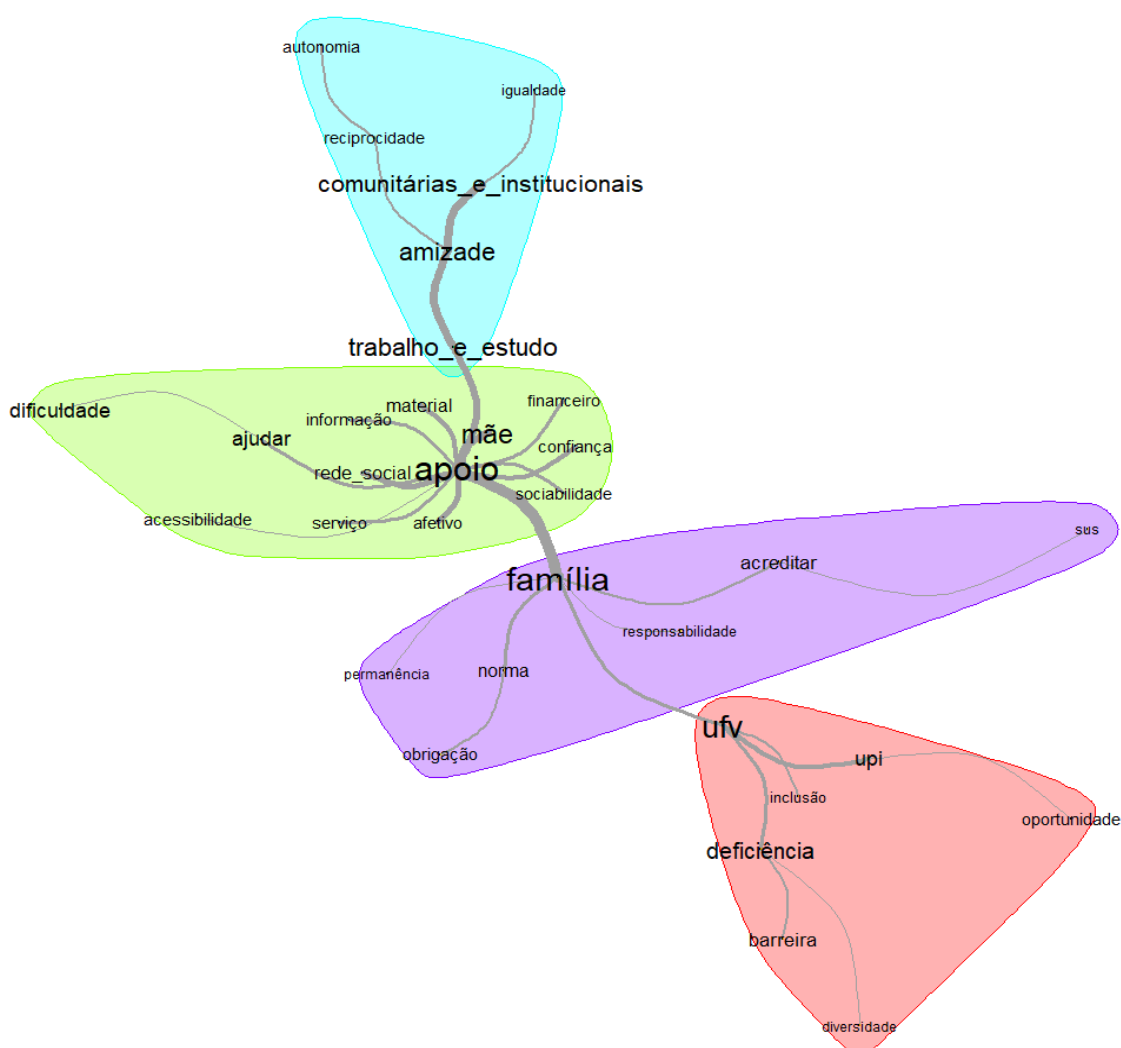 autonomia
igualdade
reciprocidade
comunitárias_e_institucionais
amizade
trabalho_e_estudo
material
financeiro
dificuldade
informação
ajudar
mãe
confiança
rede_social
apoio
sociabilidade
acessibilidade
serviço
afetivo
sus
acreditar
família
responsabilidade
permanência
norma
obrigação
ufv
upi
inclusão
oportunidade
deficiência
barreira
diversidade